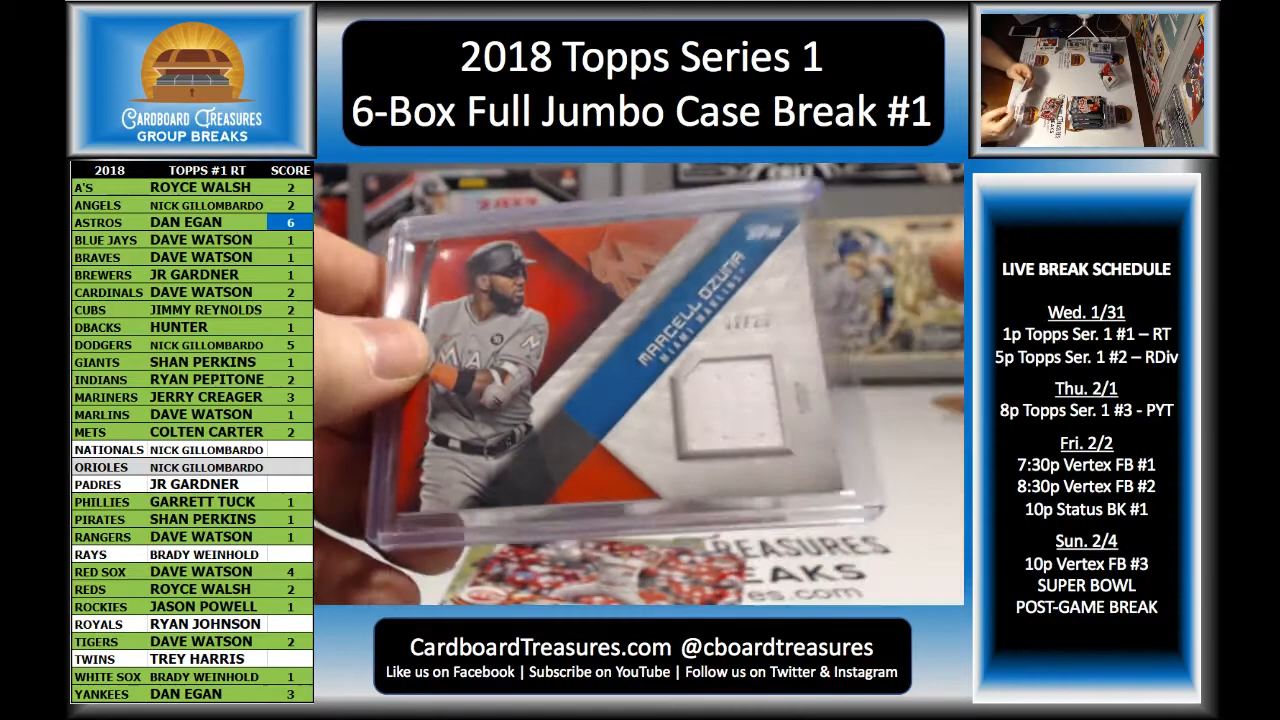 CARDBOARD TREASURES
GROUP BREAKS
2018 Topps Series 1
6-Box Full Jumbo Case Break #1
2018 TOPPS #1 RT SCORE
A'S ROYCE WALSH 2
ANGELS NICK GILLOMBARDO 2
ASTROS DAN EGAN 6
BLUE JAYS DAVE WATSON 1
BRAVES DAVE WATSON 1
BREWERS JR GARDNER 1
CARDINALS DAVE WATSON 2
CUBS JIMMY REYNOLDS 2
DBACKS HUNTER 1
DODGERS NICK GILLOMBARDO 5
GIANTS SHAN PERKINS 1
INDIANS RYAN PEPITONE 2
MARINERS JERRY CREAGER 3
MARLINS DAVE WATSON 1
METS COLTEN CARTER 2
NATIONALS NICK GILLOMBARDO
ORIOLES NICK GILLOMBARDO
PADRES JR GARDNER
PHILLIES GARRETT TUCK 1
PIRATES SHAN PERKINS 1
RANGERS DAVE WATSON 1
RAYS BRADY WEINHOLD
RED SOX DAVE WATSON 4
REDS ROYCE WALSH 2
ROCKIES JASON POWELL 1
ROYALS RYAN JOHNSON
TIGERS DAVE WATSON 2
TWINS TREY HARRIS
WHITE SOX BRADY WEINHOLD 1
YANKEES DAN EGAN 3
MARCELL OZUNA
MIAMI MARLINS
CardboardTreasures.com @cboardtreasures
Like us on Facebook | Subscribe on YouTube | Follow us on Twitter & Instagram
LIVE BREAK SCHEDULE
Wed. 1/31
1p Topps Ser. 1 #1 – RT
5p Topps Ser. 1 #2 – RDiv
Thu. 2/1
8p Topps Ser. 1 #3 - PYT
Fri. 2/2
7:30p Vertex FB #1
8:30p Vertex FB #2
10p Status BK #1
Sun. 2/4
10p Vertex FB #3
SUPER BOWL
POST-GAME BREAK